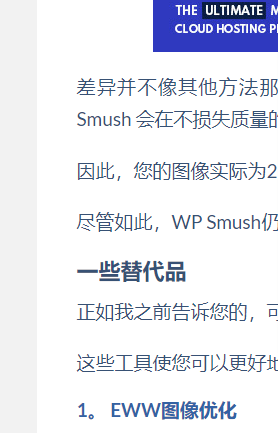 THE ULTIMATE
CLOUD HOSTING
差异并不像其他方法那
Smush 会在不损失质量
因此，您的图像实际为2
尽管如此，WP Smush仍
一些替代品
正如我之前告诉您的，可
这些工具使您可以更好地
1。 EWW图像优化